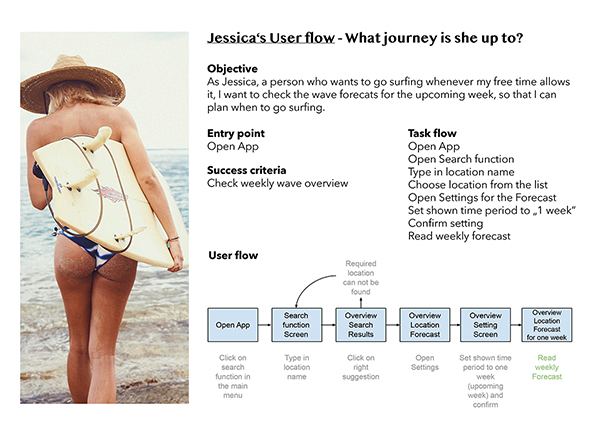 Jessica‘s User flow - What journey is she up to?
Objective
As Jessica, a person who wants to go surfing whenever my free time allows
it, I want to check the wave forecats for the upcoming week, so that I can
plan when to go surfing.
Entry point
Open App
Success criteria
Check weekly wave overview
Task flow
Open App
Open Search function
Type in location name
Choose location from the list
Open Settings for the Forecast
Set shown time period to „1 week“
Confirm setting
Read weekly forecast
User flow
Required
location
can not be
found
Open App
Search
function
Screen
Overview
Search
Results
Overview
Location
Forecast
Overview
Setting
Screen
Overview
Location
Forecast
for one week
Click on
search
function in
the main
menu
Type in
location
name
Click on
right
suggestion
Open
Settings
Set shown time
period to one
week
(upcoming
week) and
confirm
Read
weekly
Forecast